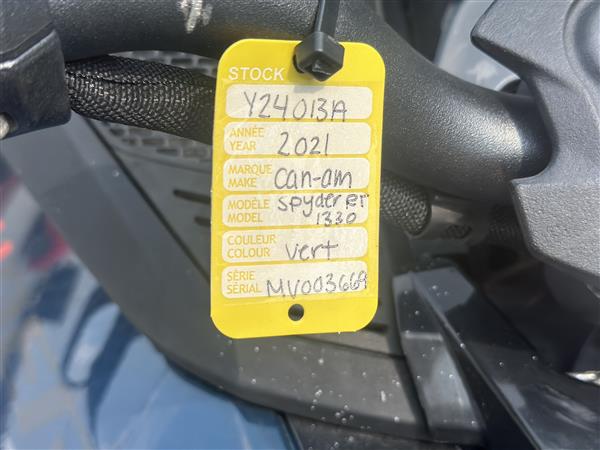 STOCK
Y24013A
ANNÉE
YEAR 2021
MARQUE
MAKE can-am
MODÈLE spyder RT
MODEL 1330
COULEUR
COLOUR vert
SÉRIE
SÉRIAL MV003669